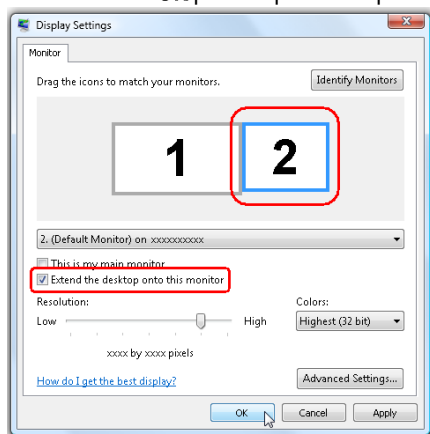 Display Settings
Monitor
Drag the icons to match your monitors.
Identify Monitors
1
2
2. (Default Monitor) on xxxxxxxxxx
This is my main monitor
Extend the desktop onto this monitor
Resolution:
Colors:
Low
High
Highest (32 bit)
xxxx by xxxx pixels
How do I get the best display?
Advanced Settings...
OK
Cancel
Apply